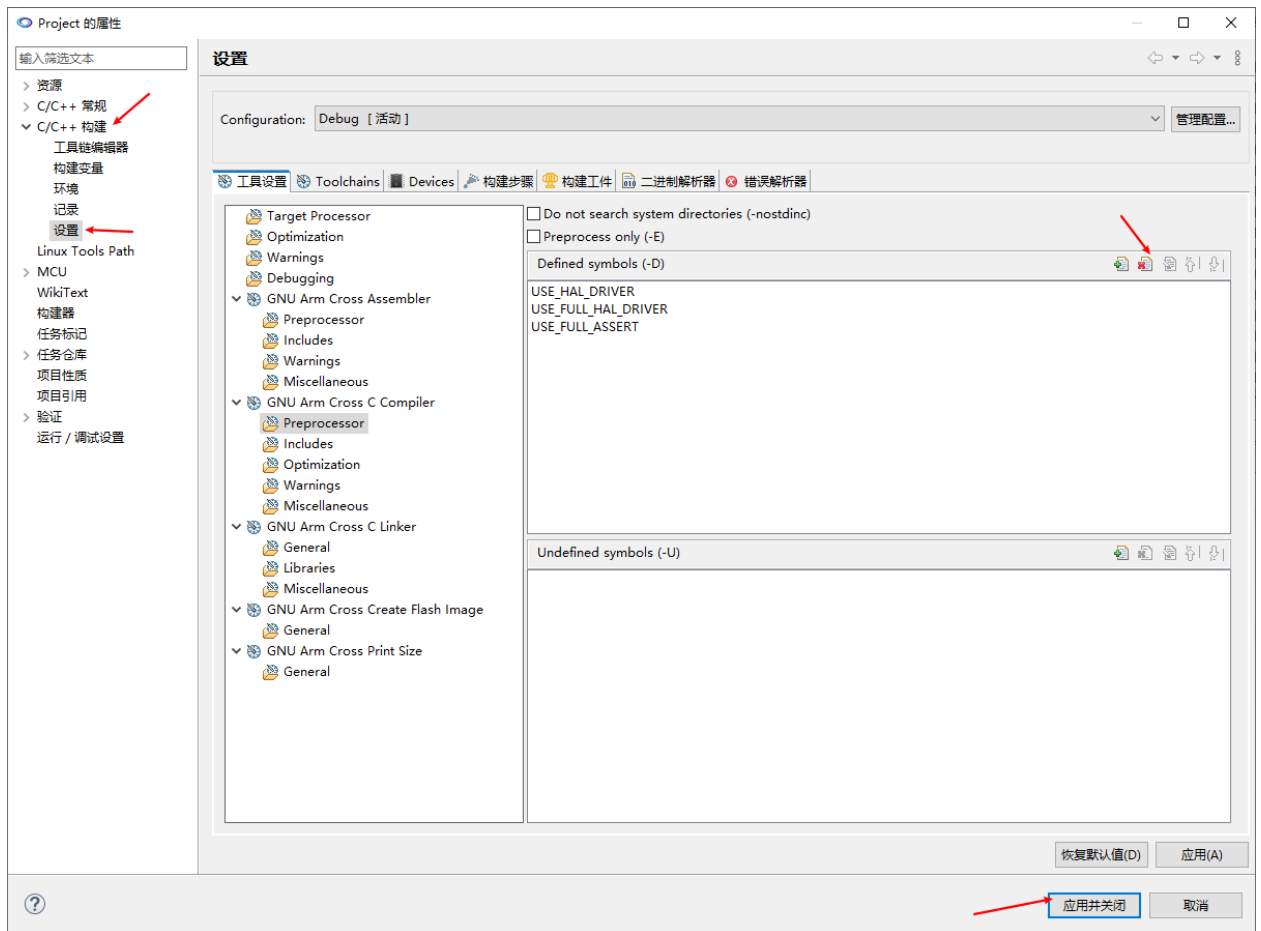 Project 的属性
输入筛选文本
资源
C/C++ 常规
C/C++ 构建
工具链编辑器
构建变量
环境
记录
设置
Linux Tools Path
MCU
WikiText
构建器
任务标记
任务仓库
项目性质
项目引用
验证
运行 / 调试设置
设置
Configuration: Debug [ 活动 ] 管理配置...
工具设置 Toolchains Devices 构建步骤 构建工件 二进制解析器 错误解析器
Target Processor
Optimization
Warnings
Debugging
GNU Arm Cross Assembler
Preprocessor
Includes
Warnings
Miscellaneous
GNU Arm Cross C Compiler
Preprocessor
Includes
Optimization
Warnings
Miscellaneous
GNU Arm Cross C Linker
General
Libraries
Miscellaneous
GNU Arm Cross Create Flash Image
General
GNU Arm Cross Print Size
General
Do not search system directories (-nostdinc)
Preprocess only (-E)
Defined symbols (-D)
USE_HAL_DRIVER
USE_FULL_HAL_DRIVER
USE_FULL_ASSERT
Undefined symbols (-U)
恢复默认值(D) 应用(A)
应用并关闭 取消